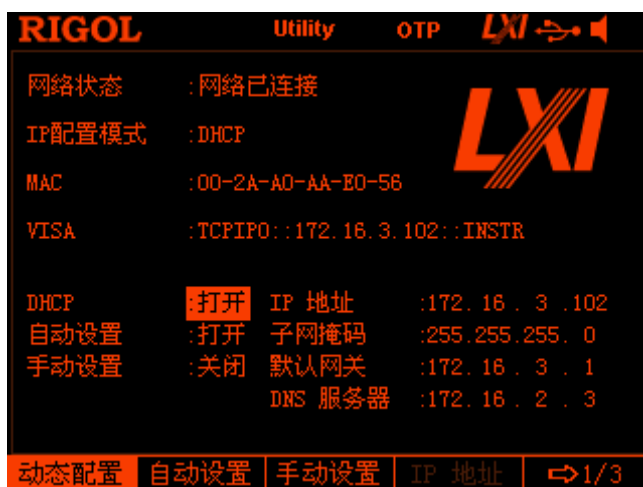 RIGOL Utility OTP LXI
网络状态 :网络已连接
LXI
IP配置模式 :DHCP
MAC :00-2A-A0-AA-E0-56
VISA :TCPIP0::172.16.3.102::INSTR
DHCP :打开 IP 地址 :172. 16 . 3 .102
自动设置 :打开 子网掩码 :255.255.255. 0
手动设置 :关闭 默认网关 :172. 16 . 3 . 1
DNS 服务器 :172. 16 . 2 . 3
动态配置 自动设置 手动设置 IP 地址 ⇨1/3